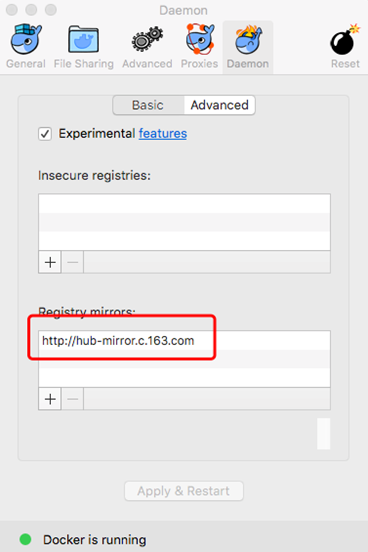 Daemon
General File Sharing Advanced Proxies Daemon Reset
Basic Advanced
Experimental features
Insecure registries:
+ −
Registry mirrors:
http://hub-mirror.c.163.com
+ −
Apply & Restart
Docker is running